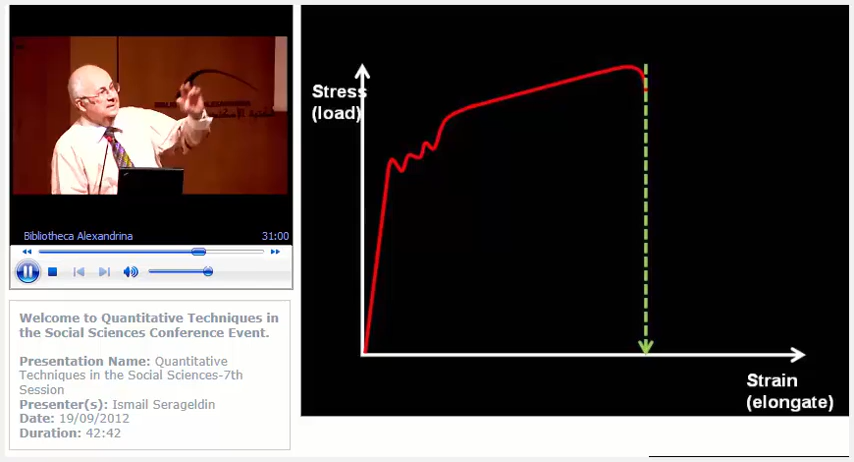 Bibliotheca Alexandrina
31:00
Welcome to Quantitative Techniques in
the Social Sciences Conference Event.
Presentation Name: Quantitative
Techniques in the Social Sciences-7th
Session
Presenter(s): Ismail Serageldin
Date: 19/09/2012
Duration: 42:42
Stress
(load)
Strain
(elongate)